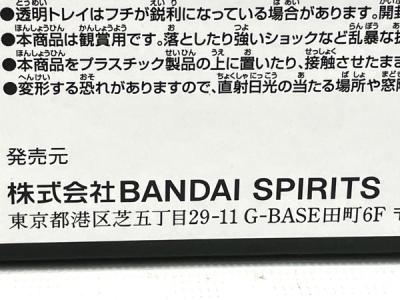 ●透明トレイはフチが鋭利になっている場合があります。開封
●本商品は観賞用です。落としたり強いショックなど乱暴な扱
●本商品をプラスチック製品の上に置いたり、接触させたまま
●変形する恐れがありますので、直射日光の当たる場所や窓際
発売元
株式会社BANDAI SPIRITS
東京都港区芝五丁目29-11 G-BASE田町6F 〒